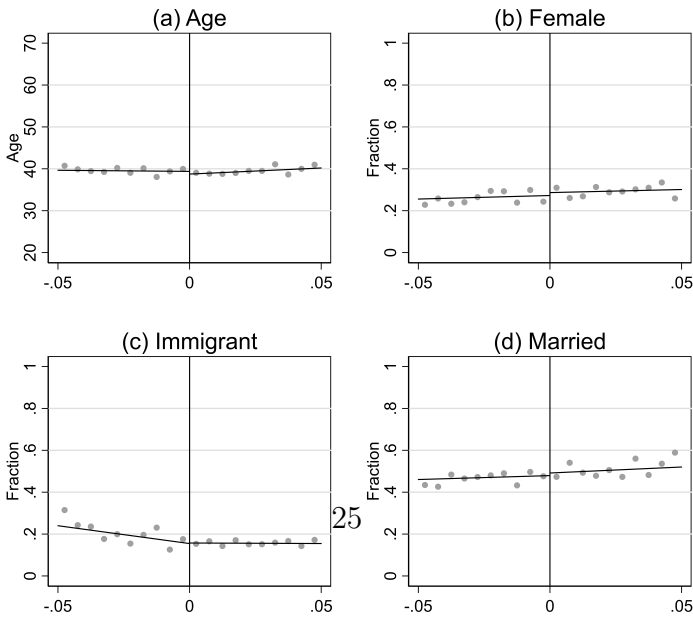 (a) Age
70
60
50
40
30
20
Age
-.05 0 .05
(b) Female
1
.8
.6
.4
.2
0
Fraction
-.05 0 .05
(c) Immigrant
1
.8
.6
.4
.2
0
Fraction
-.05 0 .05
25
(d) Married
1
.8
.6
.4
.2
0
Fraction
-.05 0 .05